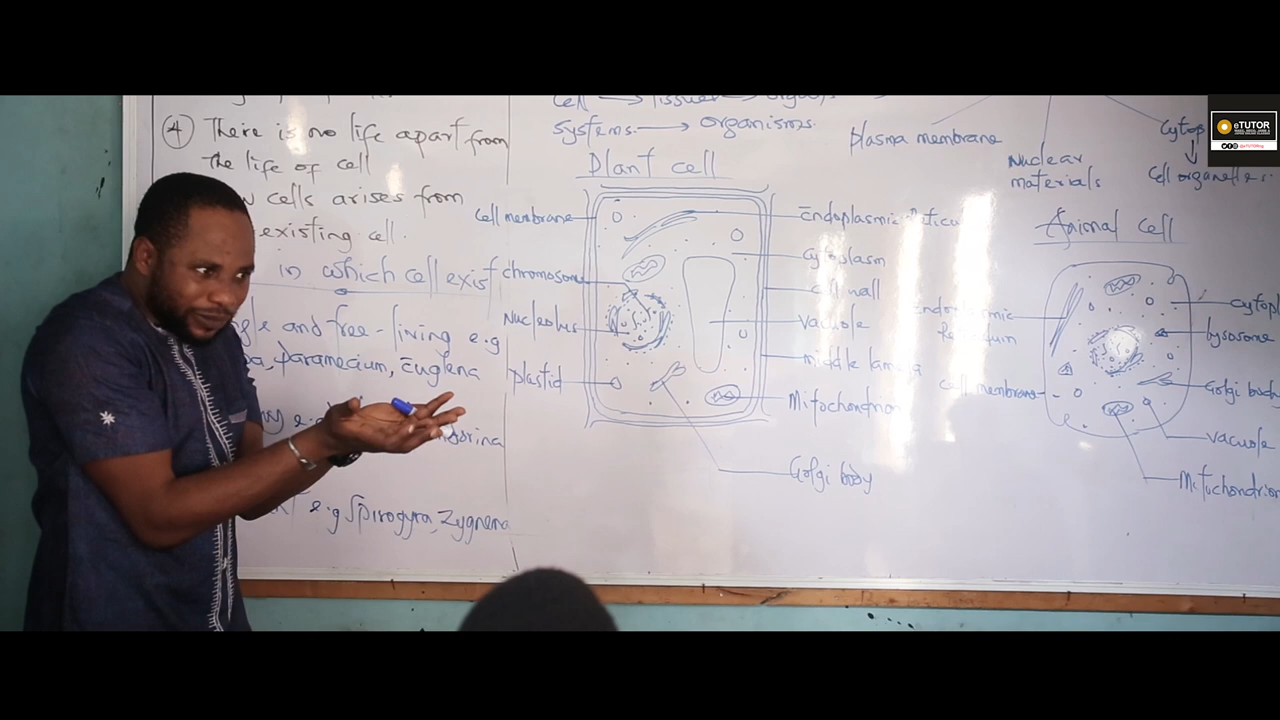 ④ There is no life apart from
the life of cell
cells arises from
existing cell.
in which cell exist
and free-living e.g
, paramecium, Euglena
e.g Spirogyra, Zygnema
Cell → Tissues → organs
systems → organisms.
plasma membrane
Nuclear
materials
Cytop
↓
Cell organelles.
Plant cell
Cell membrane
chromosome
Nucleolus
plastid
Endoplasmic Reticu
cytoplasm
cell wall
vacuole
middle lamella
Mitochondrion
Golgi body
Animal cell
Endoplasmic
cell membrane
cytopl
lysosome
Golgi body
vacuole
Mitochondrion
eTUTOR